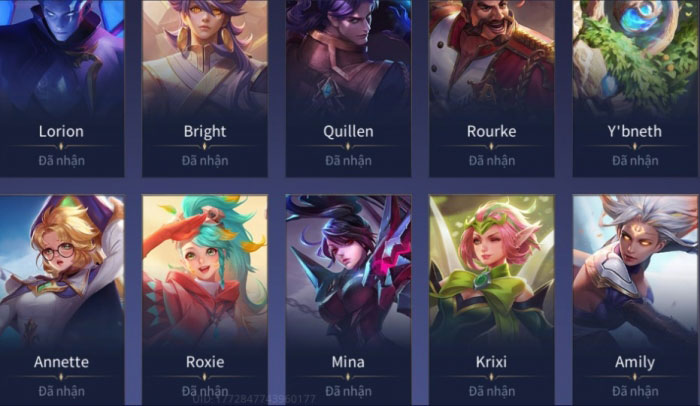 Lorion
Bright
Quillen
Rourke
Y'bneth
Đã nhận
Đã nhận
Đã nhận
Đã nhận
Đã nhận
Annette
Roxie
Mina
Krixi
Amily
Đã nhận
Đã nhận
Đã nhận
Đã nhận
Đã nhận
UID: 1772847743960177